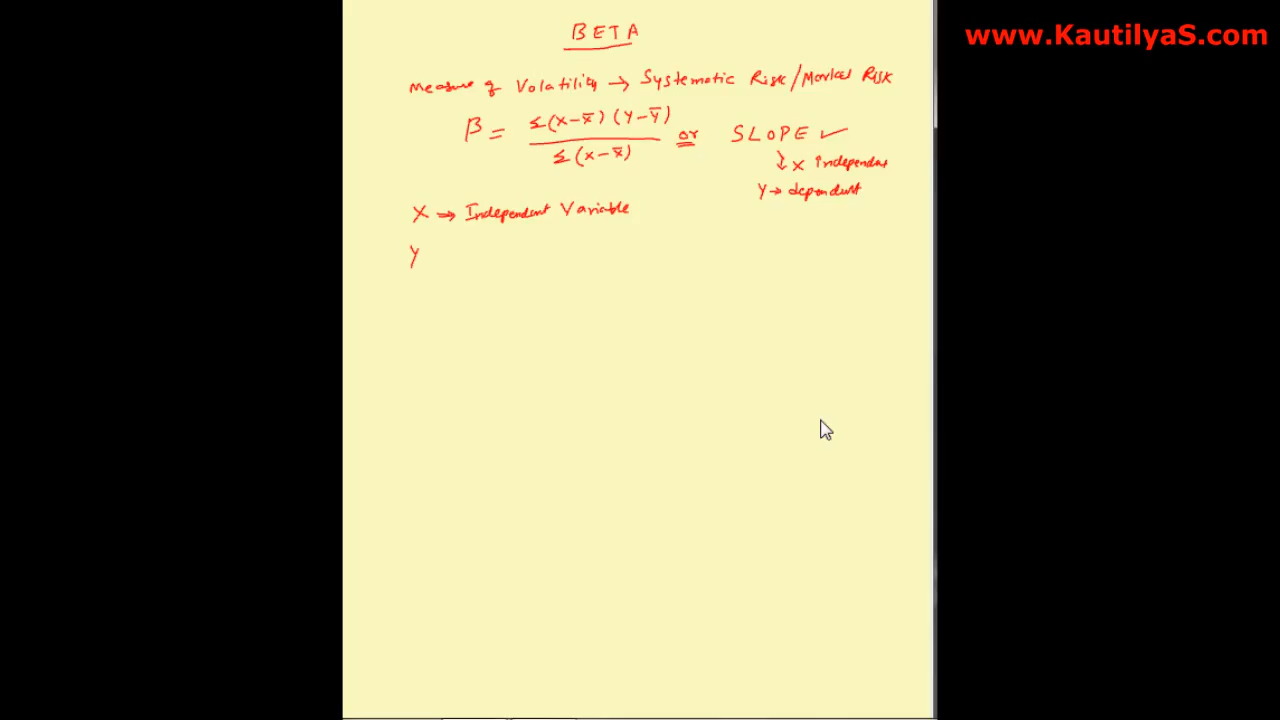 www.KautilyaS.com
BETA
Measure of Volatility → Systematic Risk/Market Risk
β = Σ(X-X̄)(Y-Ȳ) / Σ(X-X̄) or SLOPE ✓
↓ X independent
Y → dependent
X → Independent Variable
Y